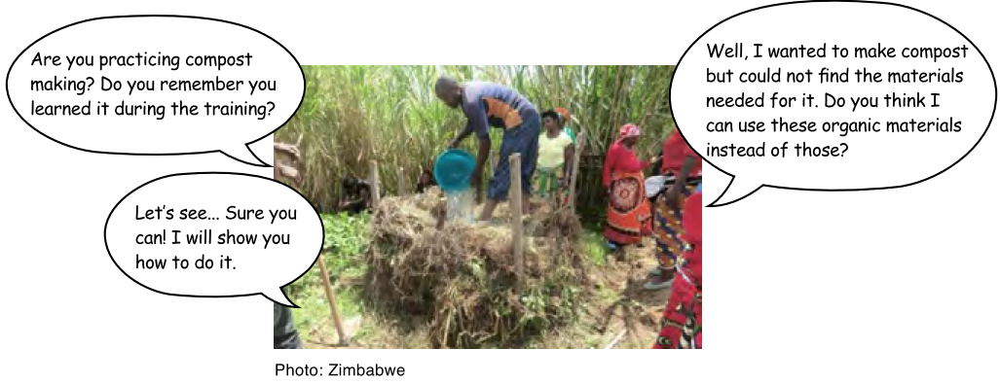 Are you practicing compost
making? Do you remember you
learned it during the training?
Well, I wanted to make compost
but could not find the materials
needed for it. Do you think I
can use these organic materials
instead of those?
Let's see... Sure you
can! I will show you
how to do it.
Photo: Zimbabwe